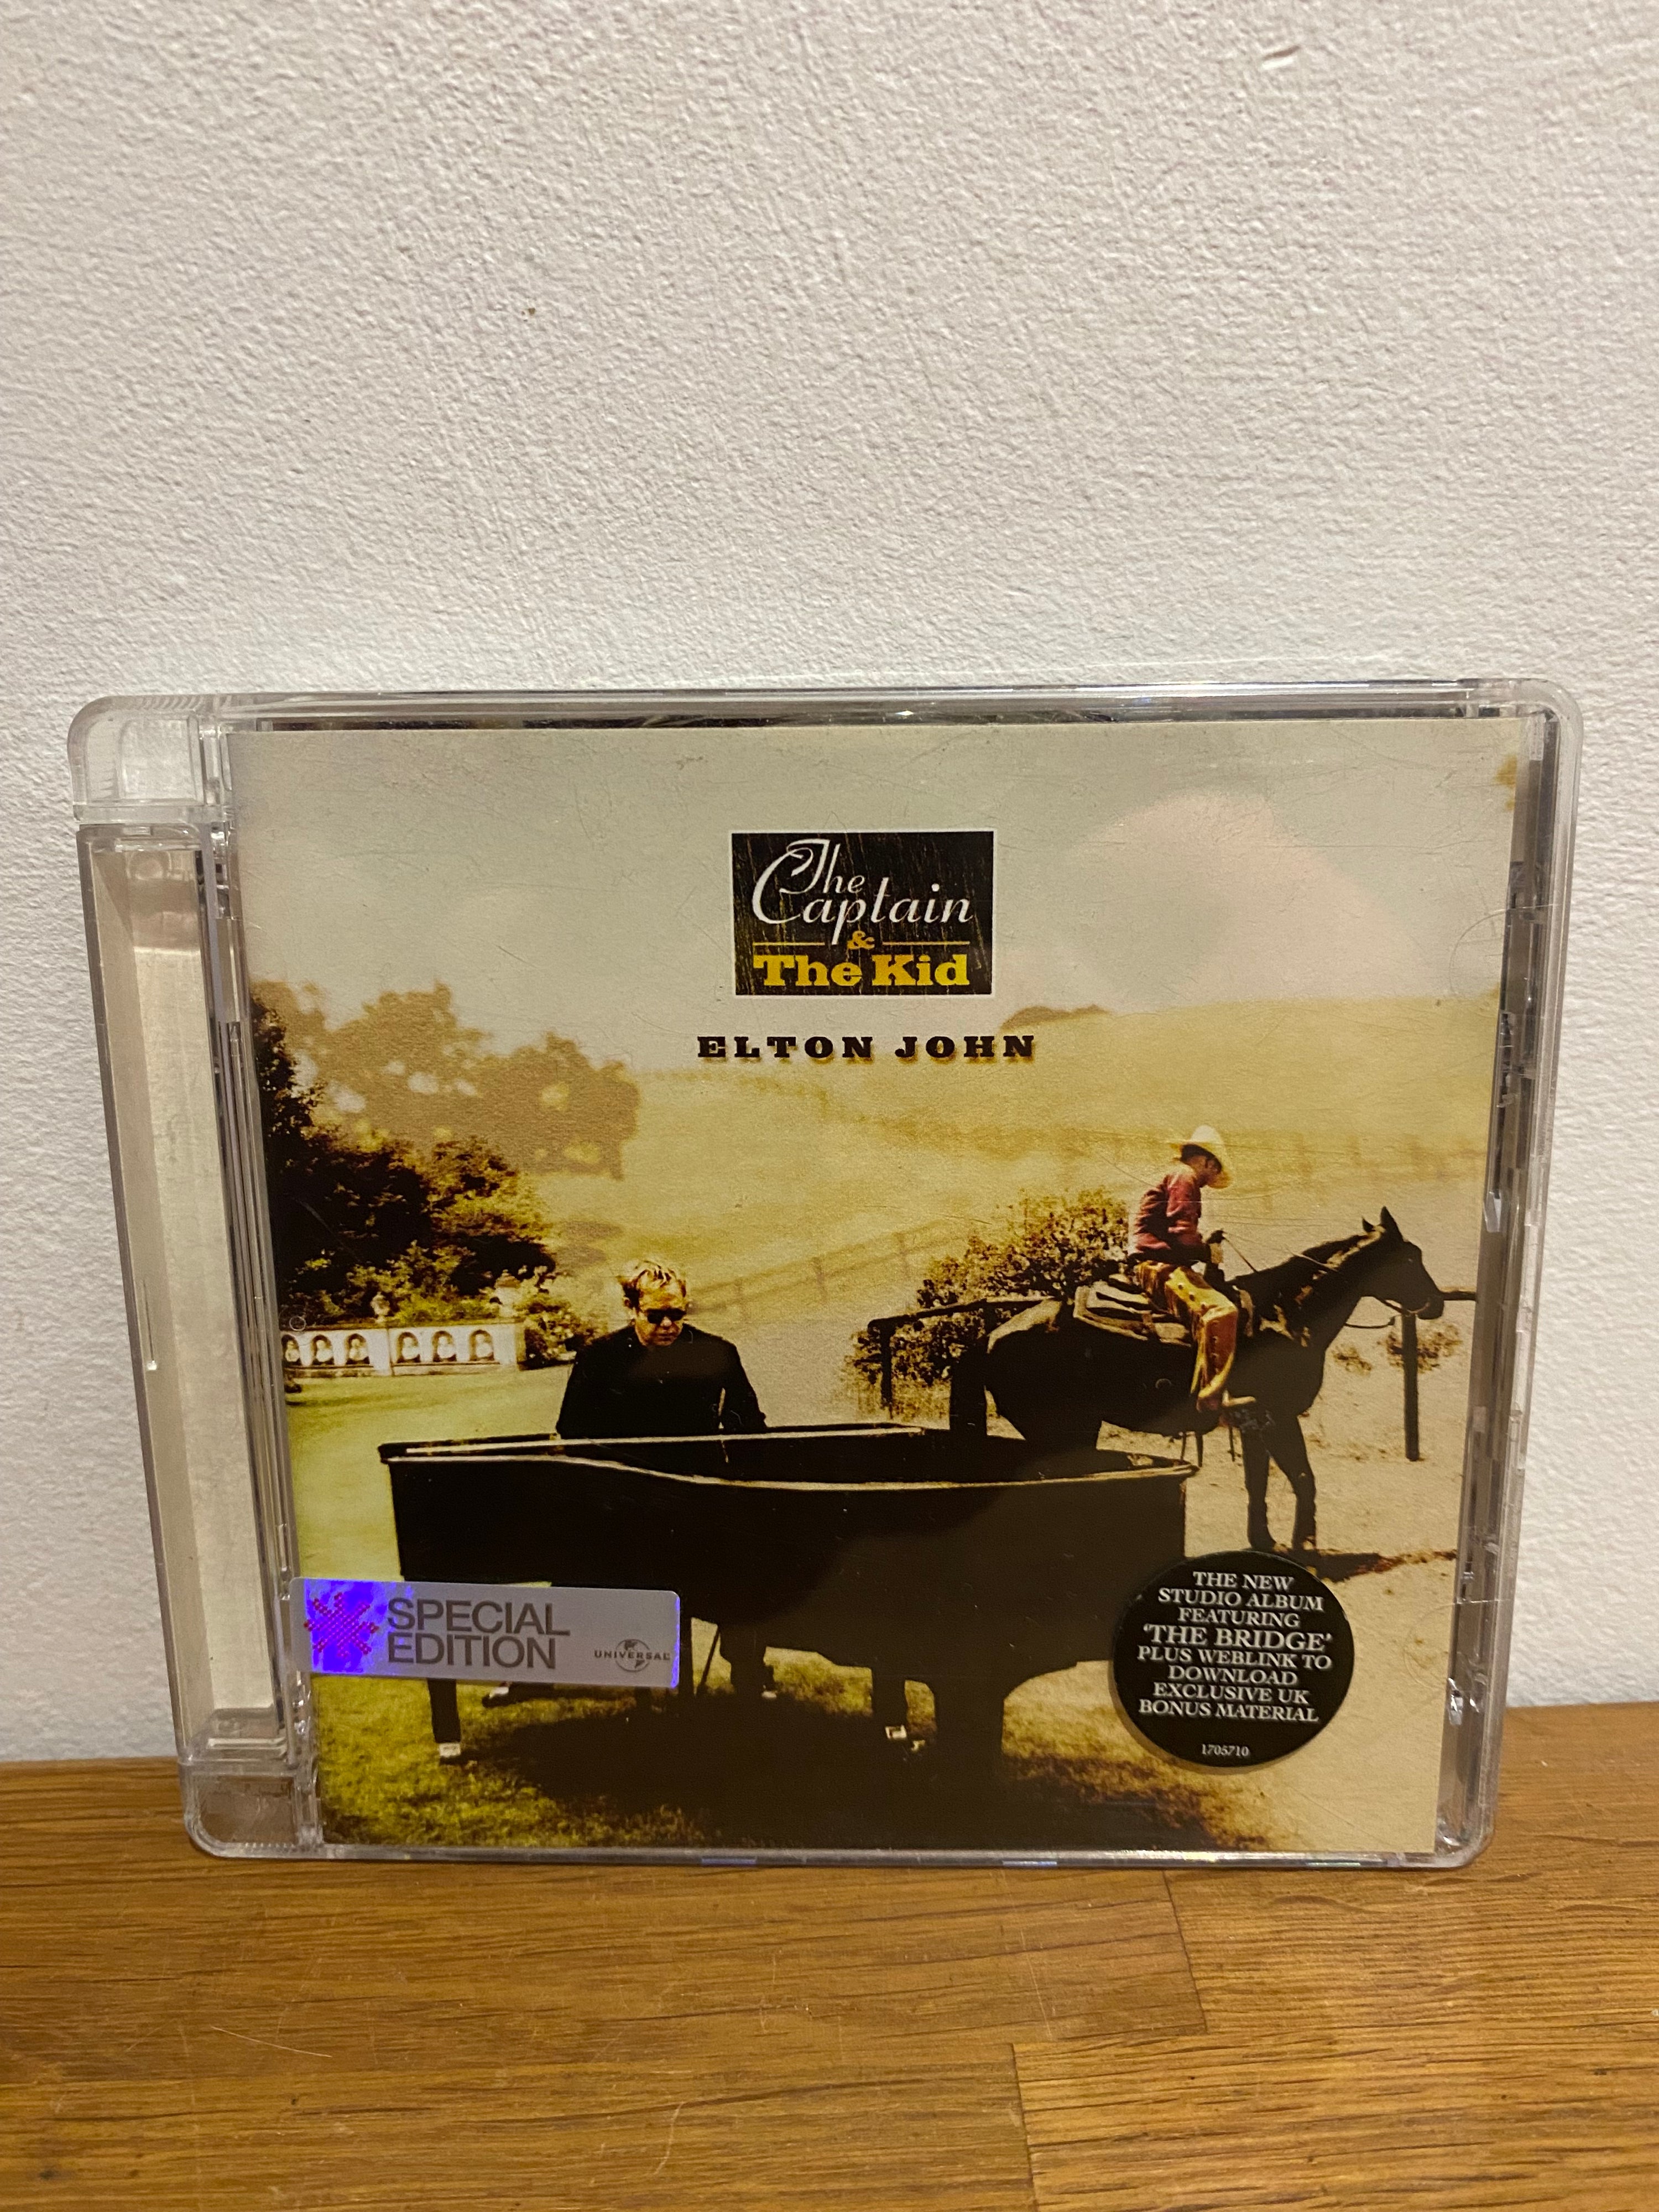 The
Captain
&
The Kid
ELTON JOHN
SPECIAL
EDITION
UNIVERSAL
THE NEW
STUDIO ALBUM
FEATURING
'THE BRIDGE'
PLUS WEBLINK TO
DOWNLOAD
EXCLUSIVE UK
BONUS MATERIAL
1705710